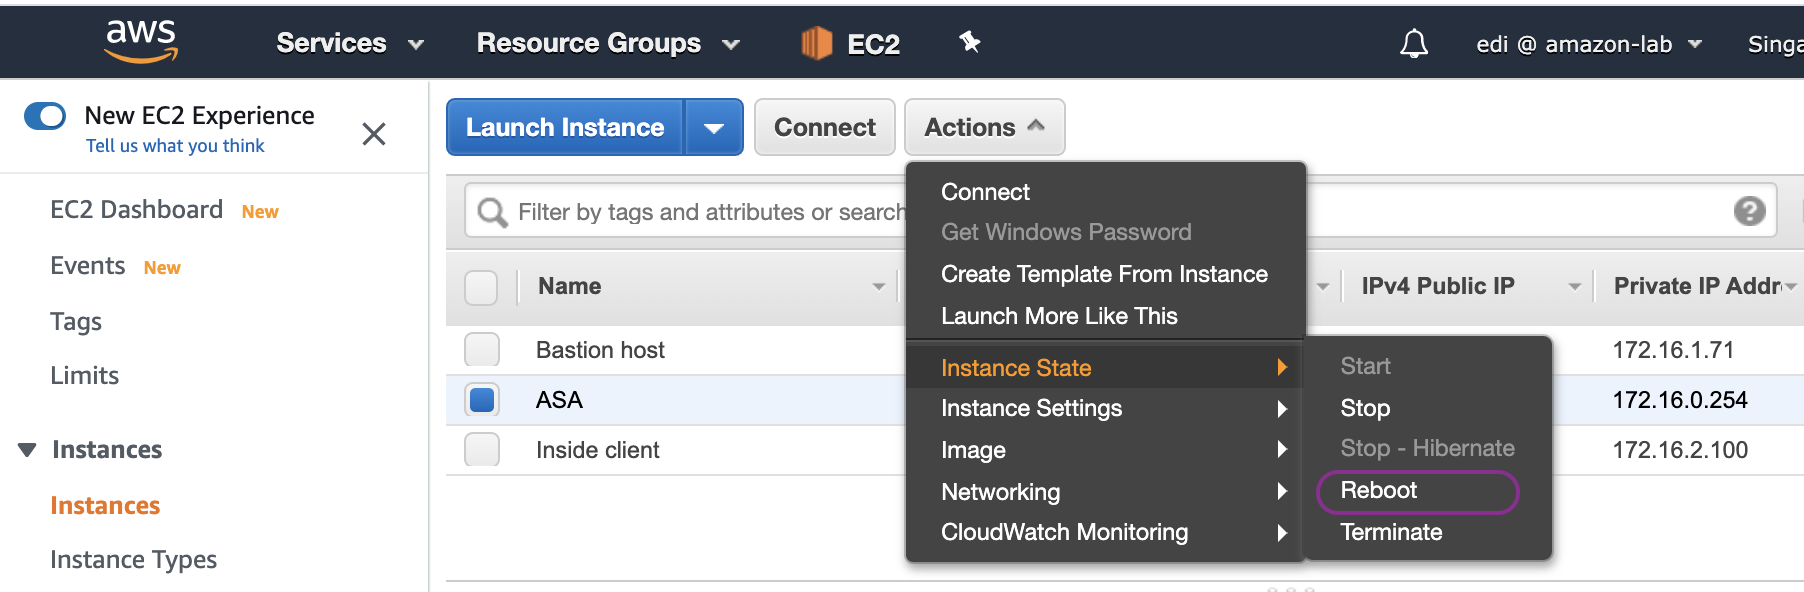 aws Services Resource Groups EC2 edi @ amazon-lab Singa
New EC2 Experience
Tell us what you think
EC2 Dashboard New
Events New
Tags
Limits
Instances
Instances
Instance Types
Launch Instance Connect Actions
Filter by tags and attributes or search
Name IPv4 Public IP Private IP Addr
Bastion host 172.16.1.71
ASA 172.16.0.254
Inside client 172.16.2.100
Connect
Get Windows Password
Create Template From Instance
Launch More Like This
Instance State
Instance Settings
Image
Networking
CloudWatch Monitoring
Start
Stop
Stop - Hibernate
Reboot
Terminate